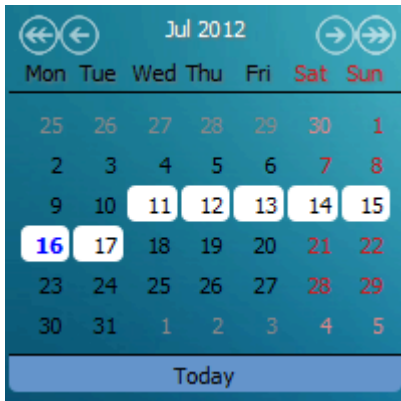 Jul 2012
Mon Tue Wed Thu Fri Sat Sun
25 26 27 28 29 30 1
2 3 4 5 6 7 8
9 10 11 12 13 14 15
16 17 18 19 20 21 22
23 24 25 26 27 28 29
30 31 1 2 3 4 5
Today